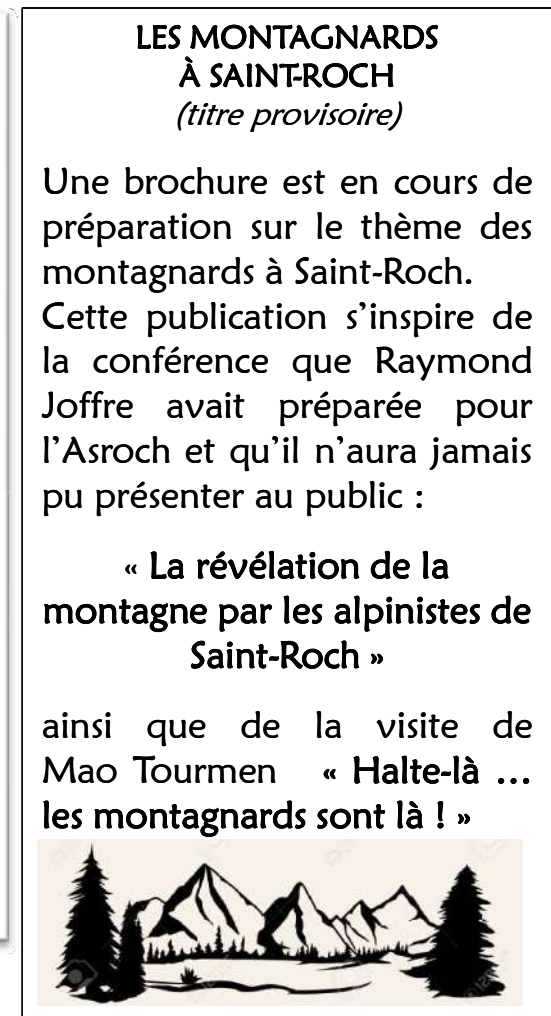 LES MONTAGNARDS
À SAINT-ROCH
(titre provisoire)
Une brochure est en cours de
préparation sur le thème des
montagnards à Saint-Roch.
Cette publication s'inspire de
la conférence que Raymond
Joffre avait préparée pour
l'Asroch et qu'il n'aura jamais
pu présenter au public :
« La révélation de la
montagne par les alpinistes de
Saint-Roch »
ainsi que de la visite de
Mao Tourmen « Halte-là ...
les montagnards sont là ! »